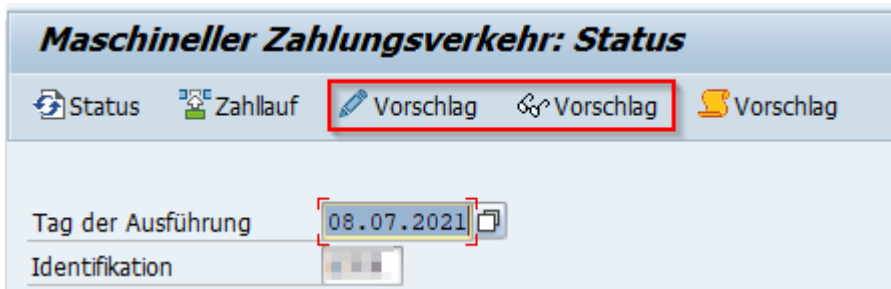 Maschineller Zahlungsverkehr: Status
Status Zahllauf Vorschlag Vorschlag Vorschlag
Tag der Ausführung 08.07.2021
Identifikation